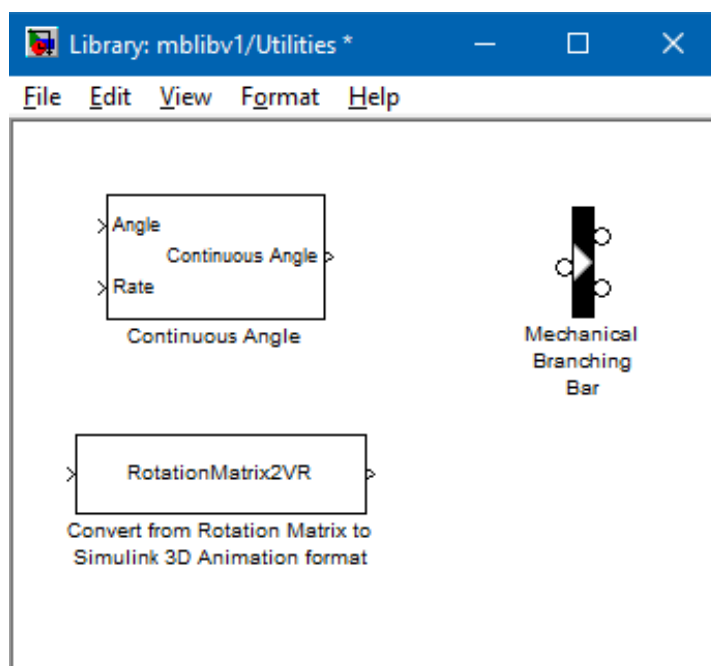 Library: mblibv1/Utilities *
File Edit View Format Help
Angle
Continuous Angle
Rate
Continuous Angle
Mechanical
Branching
Bar
RotationMatrix2VR
Convert from Rotation Matrix to
Simulink 3D Animation format